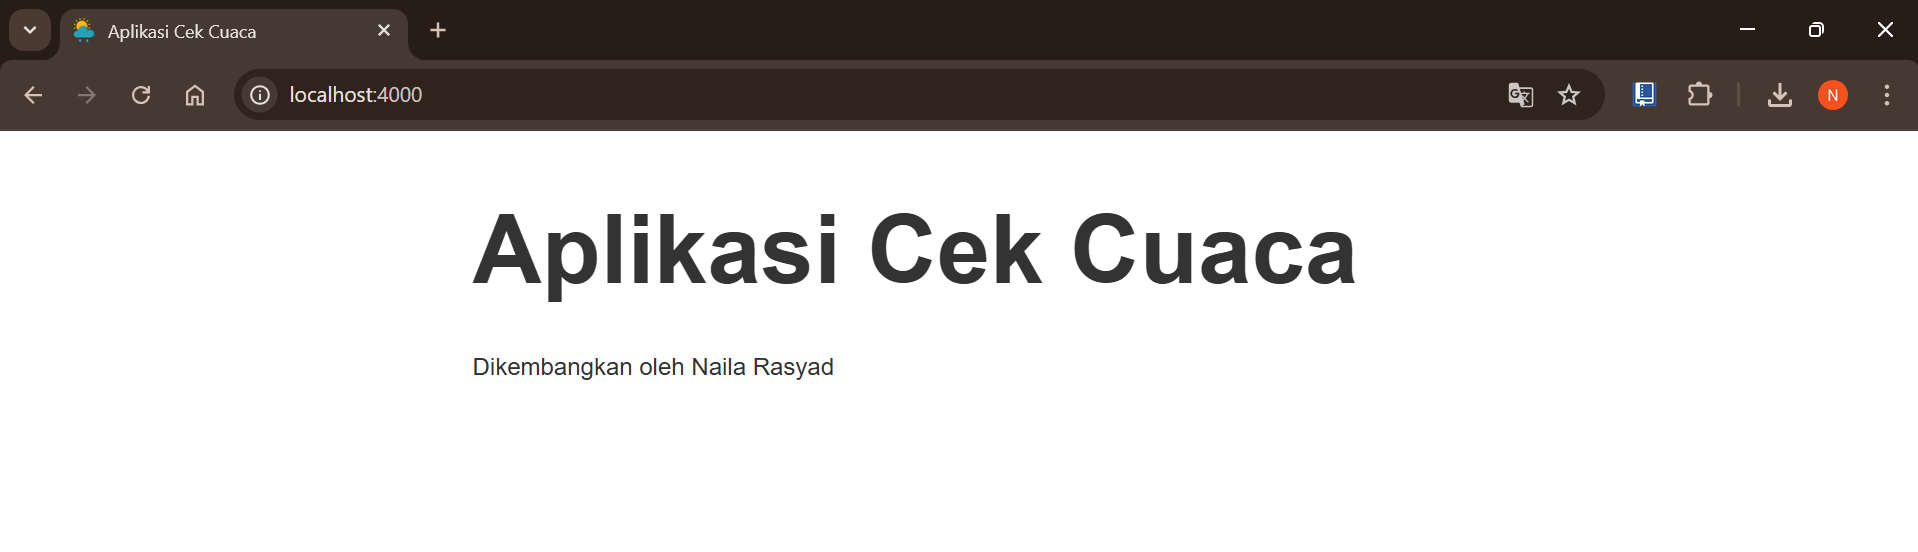 Aplikasi Cek Cuaca
localhost:4000
N
Aplikasi Cek Cuaca
Dikembangkan oleh Naila Rasyad